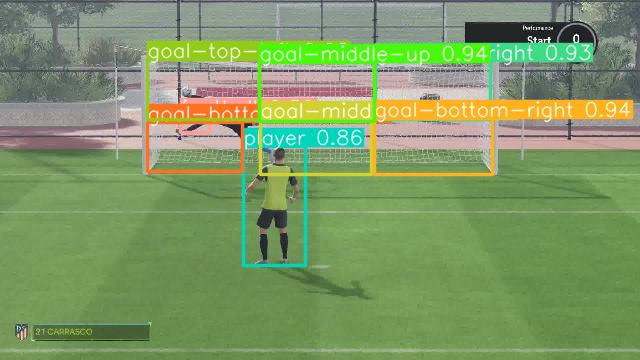 Performance
Start
0
goal-top-
goal-middle-up 0.94
right 0.93
goal-botto
goal-midd
goal-bottom-right 0.94
player 0.86
21 CARRASCO